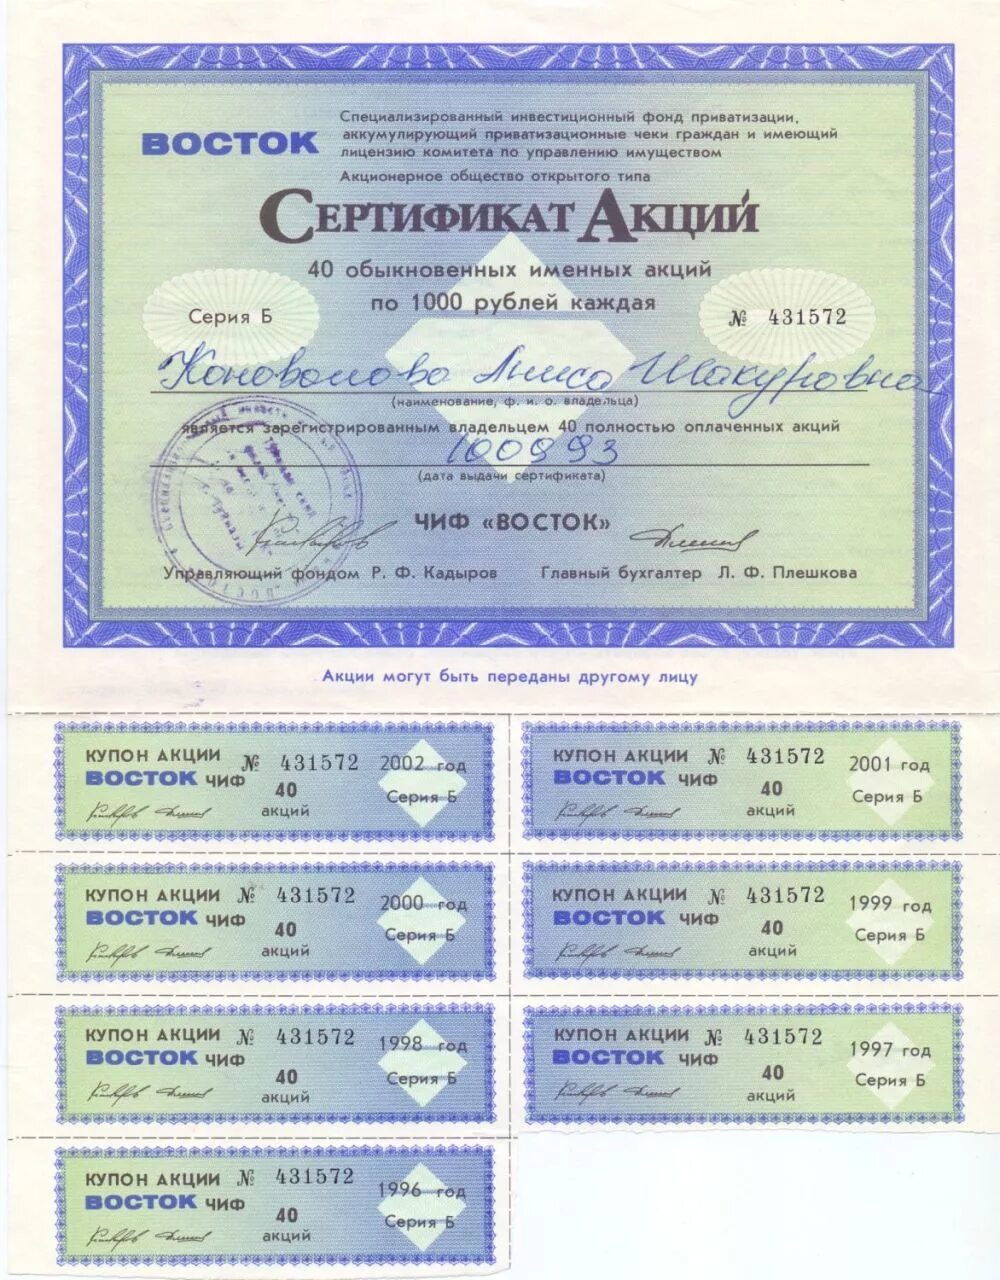 ВОСТОК
Специализированный инвестиционный фонд приватизации,
аккумулирующий приватизационные чеки граждан и имеющий
лицензию комитета по управлению имуществом
Акционерное общество открытого типа
СЕРТИФИКАТ АКЦИЙ
40 обыкновенных именных акций
по 1000 рублей каждая
Серия Б
№ 431572
Коновалова Алиса Шакуровна
(наименование, ф. и. о. владельца)
является зарегистрированным владельцем 40 полностью оплаченных акций
100993
(дата выдачи сертификата)
ЧИФ «ВОСТОК»
Управляющий фондом Р. Ф. Кадыров Главный бухгалтер Л. Ф. Плешкова
Акции могут быть переданы другому лицу
КУПОН АКЦИИ № 431572 2002 год
ВОСТОК ЧИФ 40 акций Серия Б
КУПОН АКЦИИ № 431572 2001 год
ВОСТОК ЧИФ 40 акций Серия Б
КУПОН АКЦИИ № 431572 2000 год
ВОСТОК ЧИФ 40 акций Серия Б
КУПОН АКЦИИ № 431572 1999 год
ВОСТОК ЧИФ 40 акций Серия Б
КУПОН АКЦИИ № 431572 1998 год
ВОСТОК ЧИФ 40 акций Серия Б
КУПОН АКЦИИ № 431572 1997 год
ВОСТОК ЧИФ 40 акций Серия Б
КУПОН АКЦИИ № 431572 1996 год
ВОСТОК ЧИФ 40 акций Серия Б